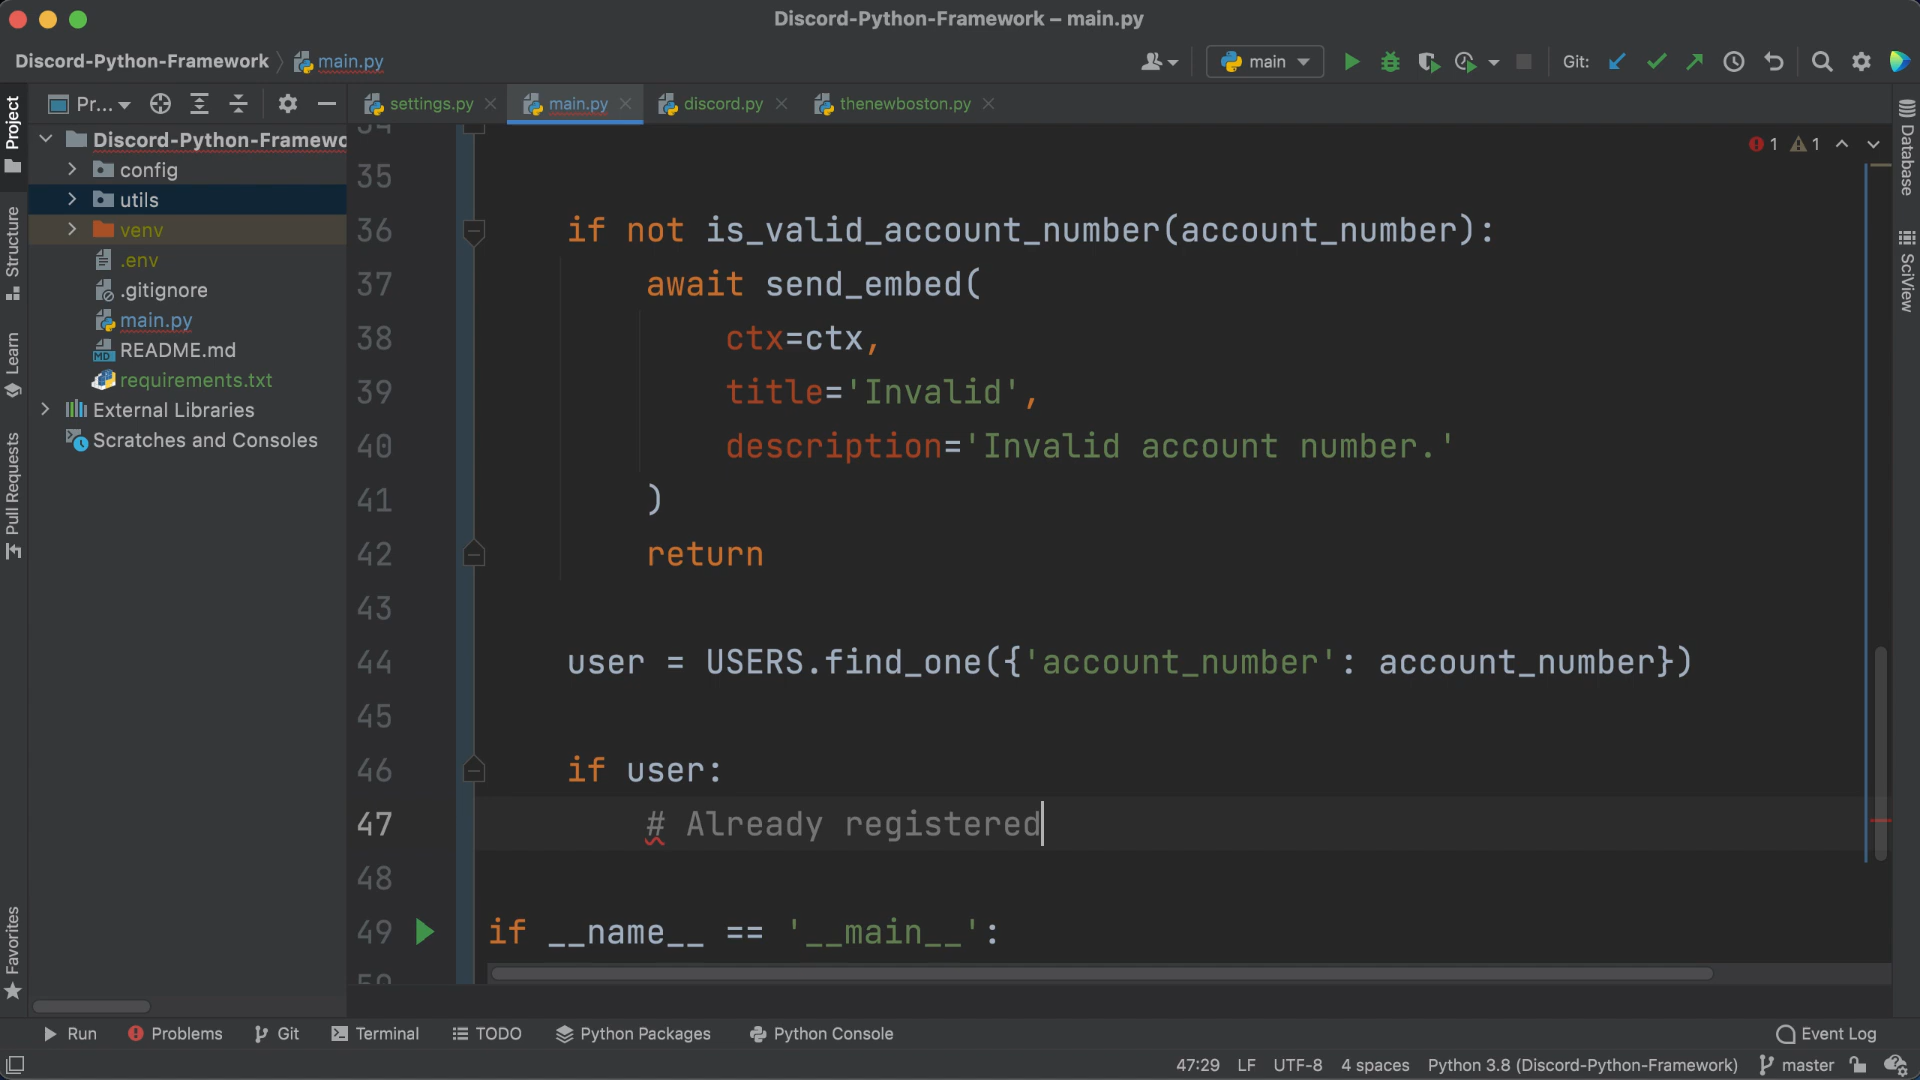 Discord-Python-Framework – main.py
Discord-Python-Framework main.py
main
Git:
Pr...
settings.py
main.py
discord.py
thenewboston.py
Project
Structure
Learn
Pull Requests
Favorites
Discord-Python-Framewo
config
utils
venv
.env
.gitignore
main.py
README.md
requirements.txt
External Libraries
Scratches and Consoles
1 1
34
35
36 if not is_valid_account_number(account_number):
37 await send_embed(
38 ctx=ctx,
39 title='Invalid',
40 description='Invalid account number.'
41 )
42 return
43
44 user = USERS.find_one({'account_number': account_number})
45
46 if user:
47 # Already registered
48
49 if __name__ == '__main__':
50
Database
SciView
Run
Problems
Git
Terminal
TODO
Python Packages
Python Console
Event Log
47:29 LF UTF-8 4 spaces Python 3.8 (Discord-Python-Framework) master